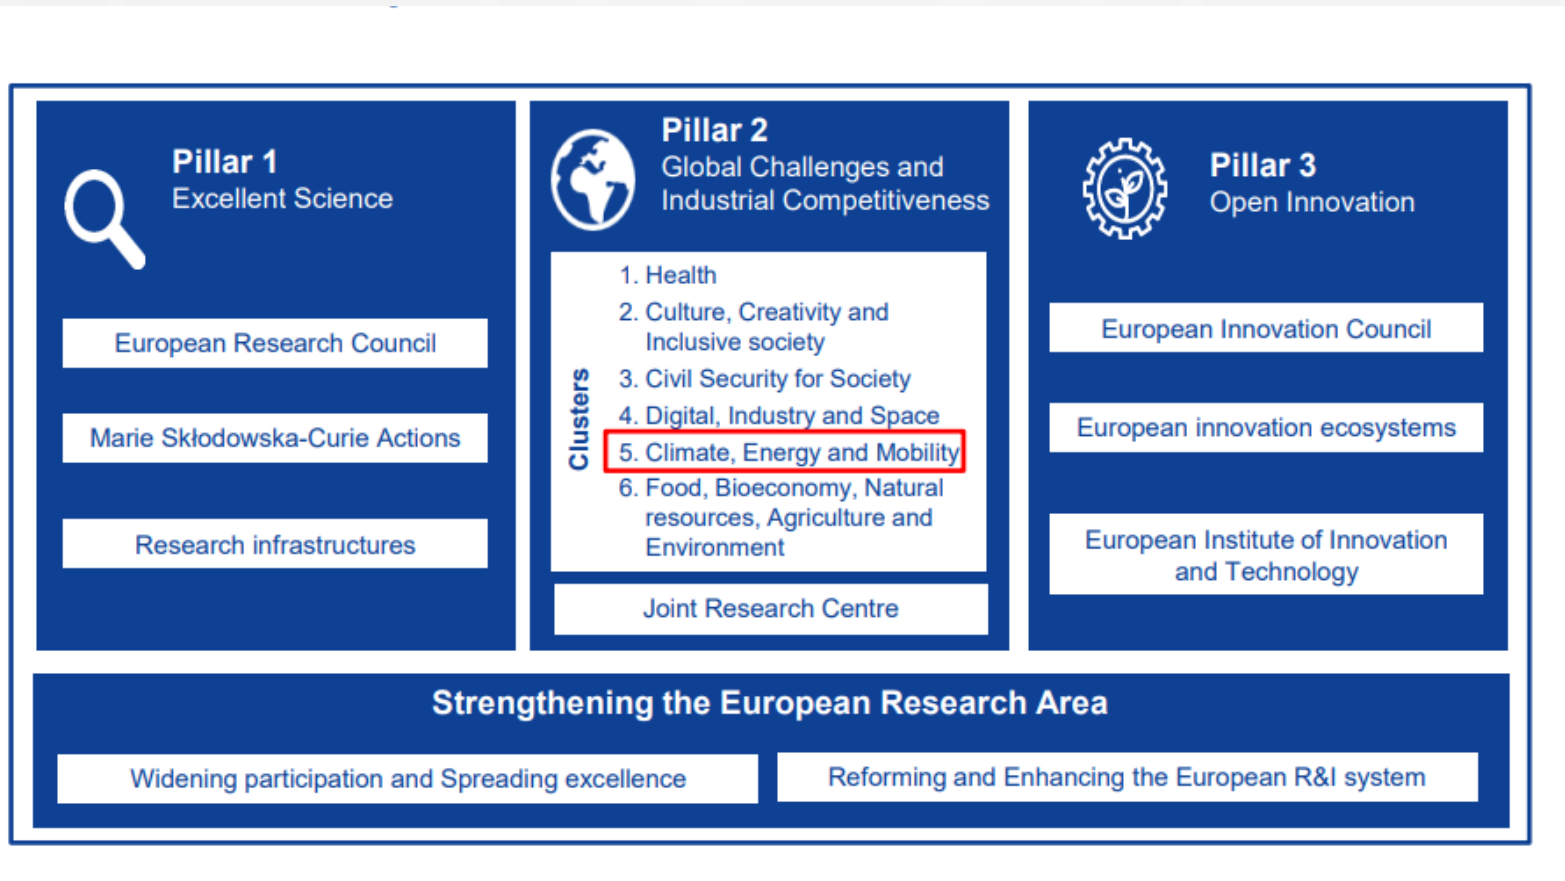 Pillar 1
Excellent Science
European Research Council
Marie Skłodowska-Curie Actions
Research infrastructures
Pillar 2
Global Challenges and
Industrial Competitiveness
Clusters
1. Health
2. Culture, Creativity and
Inclusive society
3. Civil Security for Society
4. Digital, Industry and Space
5. Climate, Energy and Mobility
6. Food, Bioeconomy, Natural
resources, Agriculture and
Environment
Joint Research Centre
Pillar 3
Open Innovation
European Innovation Council
European innovation ecosystems
European Institute of Innovation
and Technology
Strengthening the European Research Area
Widening participation and Spreading excellence
Reforming and Enhancing the European R&I system